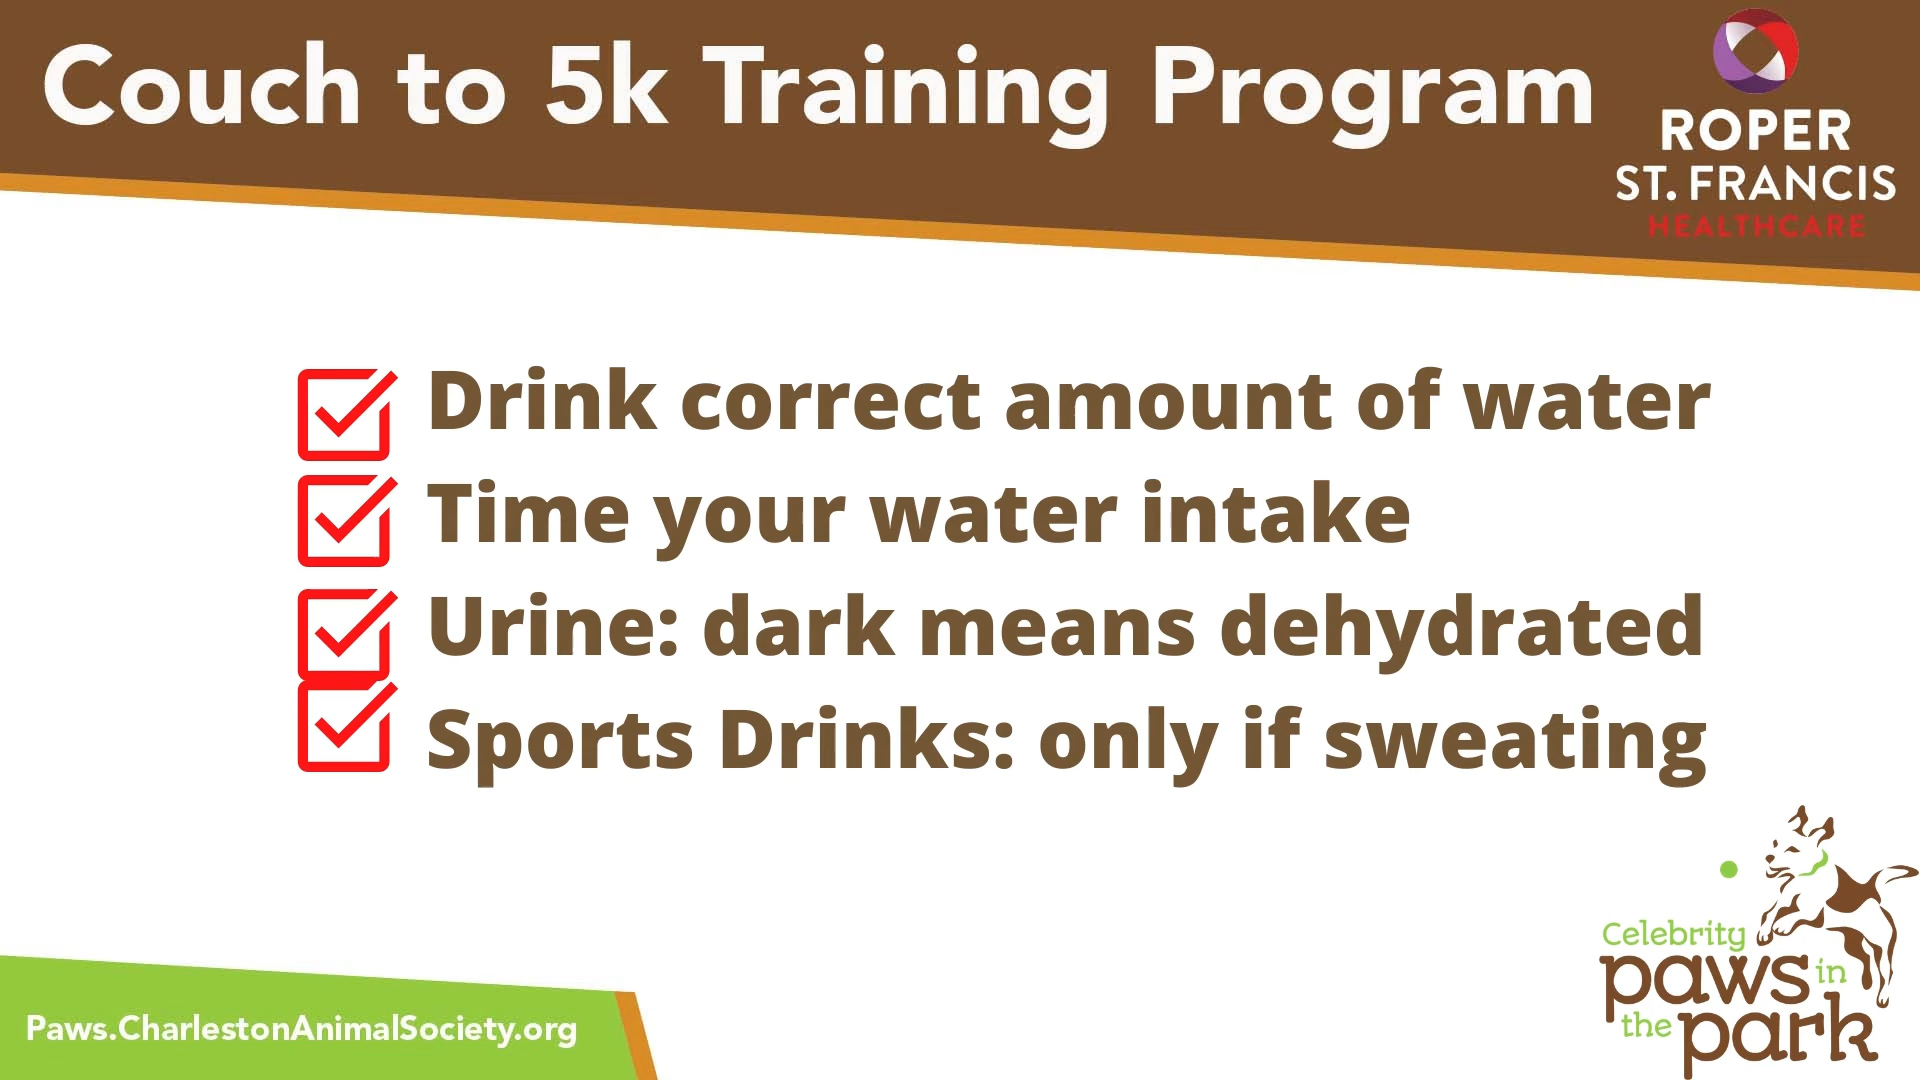 Couch to 5k Training Program
ROPER
ST. FRANCIS
HEALTHCARE
Drink correct amount of water
Time your water intake
Urine: dark means dehydrated
Sports Drinks: only if sweating
Celebrity
paws in
the park
Paws.CharlestonAnimalSociety.org